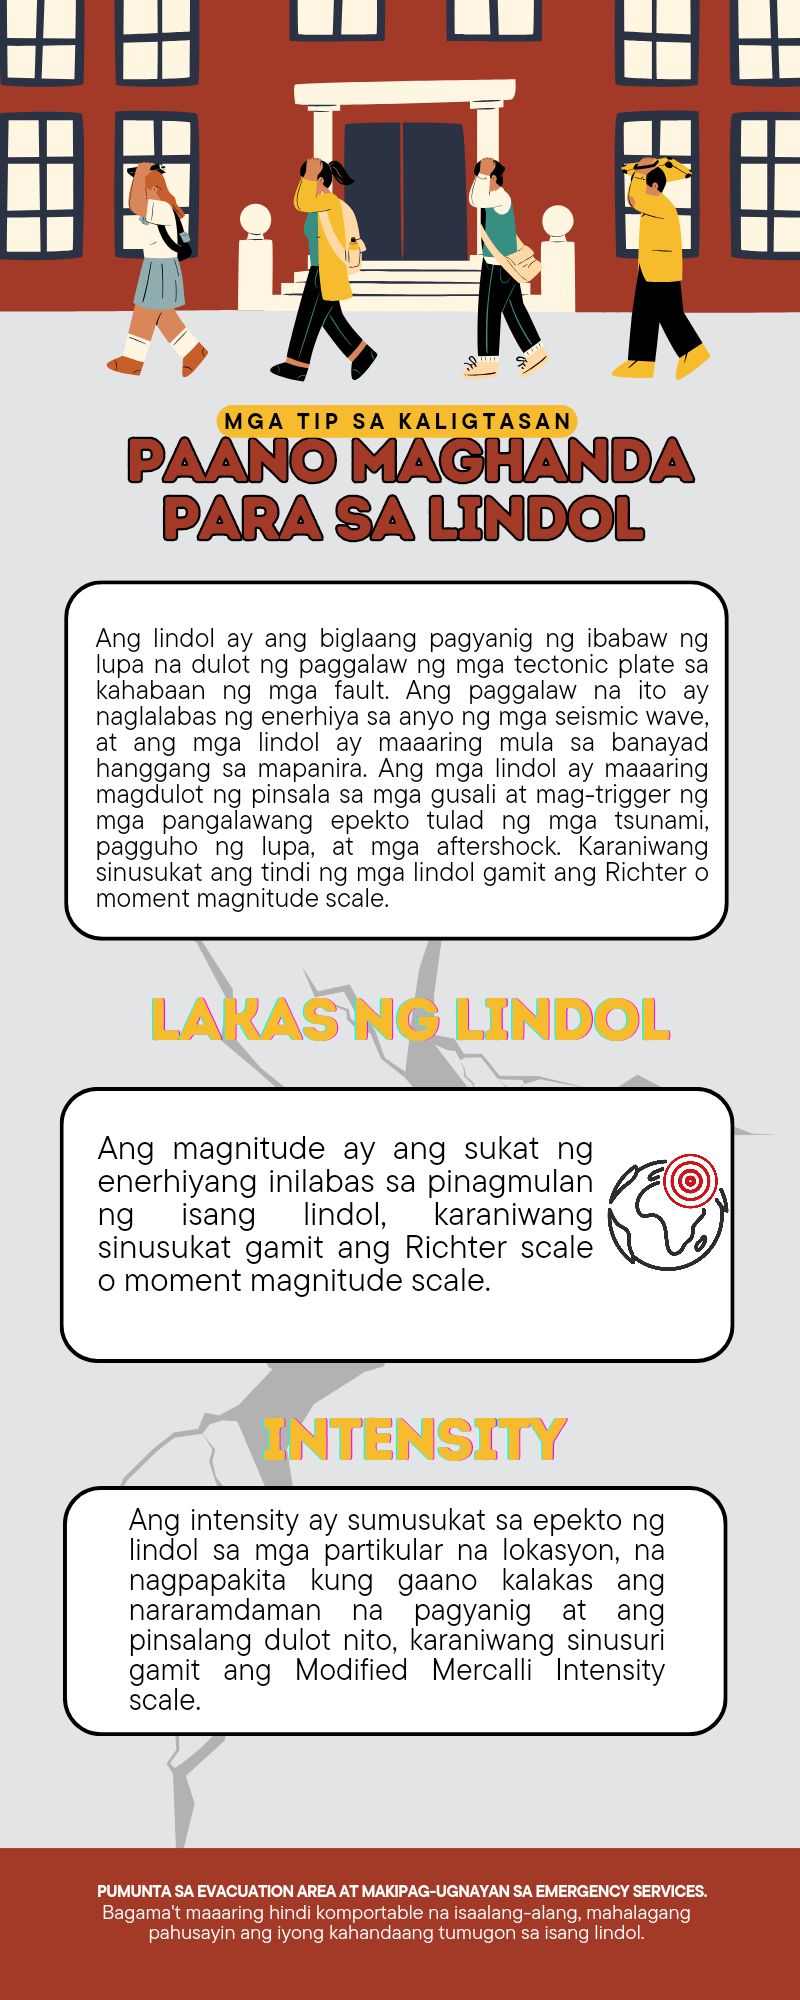 MGA TIP SA KALIGTASAN
PAANO MAGHANDA
PARA SA LINDOL
Ang lindol ay ang biglaang pagyanig ng ibabaw ng
lupa na dulot ng paggalaw ng mga tectonic plate sa
kahabaan ng mga fault. Ang paggalaw na ito ay
naglalabas ng enerhiya sa anyo ng mga seismic wave,
at ang mga lindol ay maaaring mula sa banayad
hanggang sa mapanira. Ang mga lindol ay maaaring
magdulot ng pinsala sa mga gusali at mag-trigger ng
mga pangalawang epekto tulad ng mga tsunami,
pagguho ng lupa, at mga aftershock. Karaniwang
sinusukat ang tindi ng mga lindol gamit ang Richter o
moment magnitude scale.
LAKAS NG LINDOL
Ang magnitude ay ang sukat ng
enerhiyang inilabas sa pinagmulan
ng isang lindol, karaniwang
sinusukat gamit ang Richter scale
o moment magnitude scale.
INTENSITY
Ang intensity ay sumusukat sa epekto ng
lindol sa mga partikular na lokasyon, na
nagpapakita kung gaano kalakas ang
nararamdaman na pagyanig at ang
pinsalang dulot nito, karaniwang sinusuri
gamit ang Modified Mercalli Intensity
scale.
PUMUNTA SA EVACUATION AREA AT MAKIPAG-UGNAYAN SA EMERGENCY SERVICES.
Bagama't maaaring hindi komportable na isaalang-alang, mahalagang
pahusayin ang iyong kahandaang tumugon sa isang lindol.